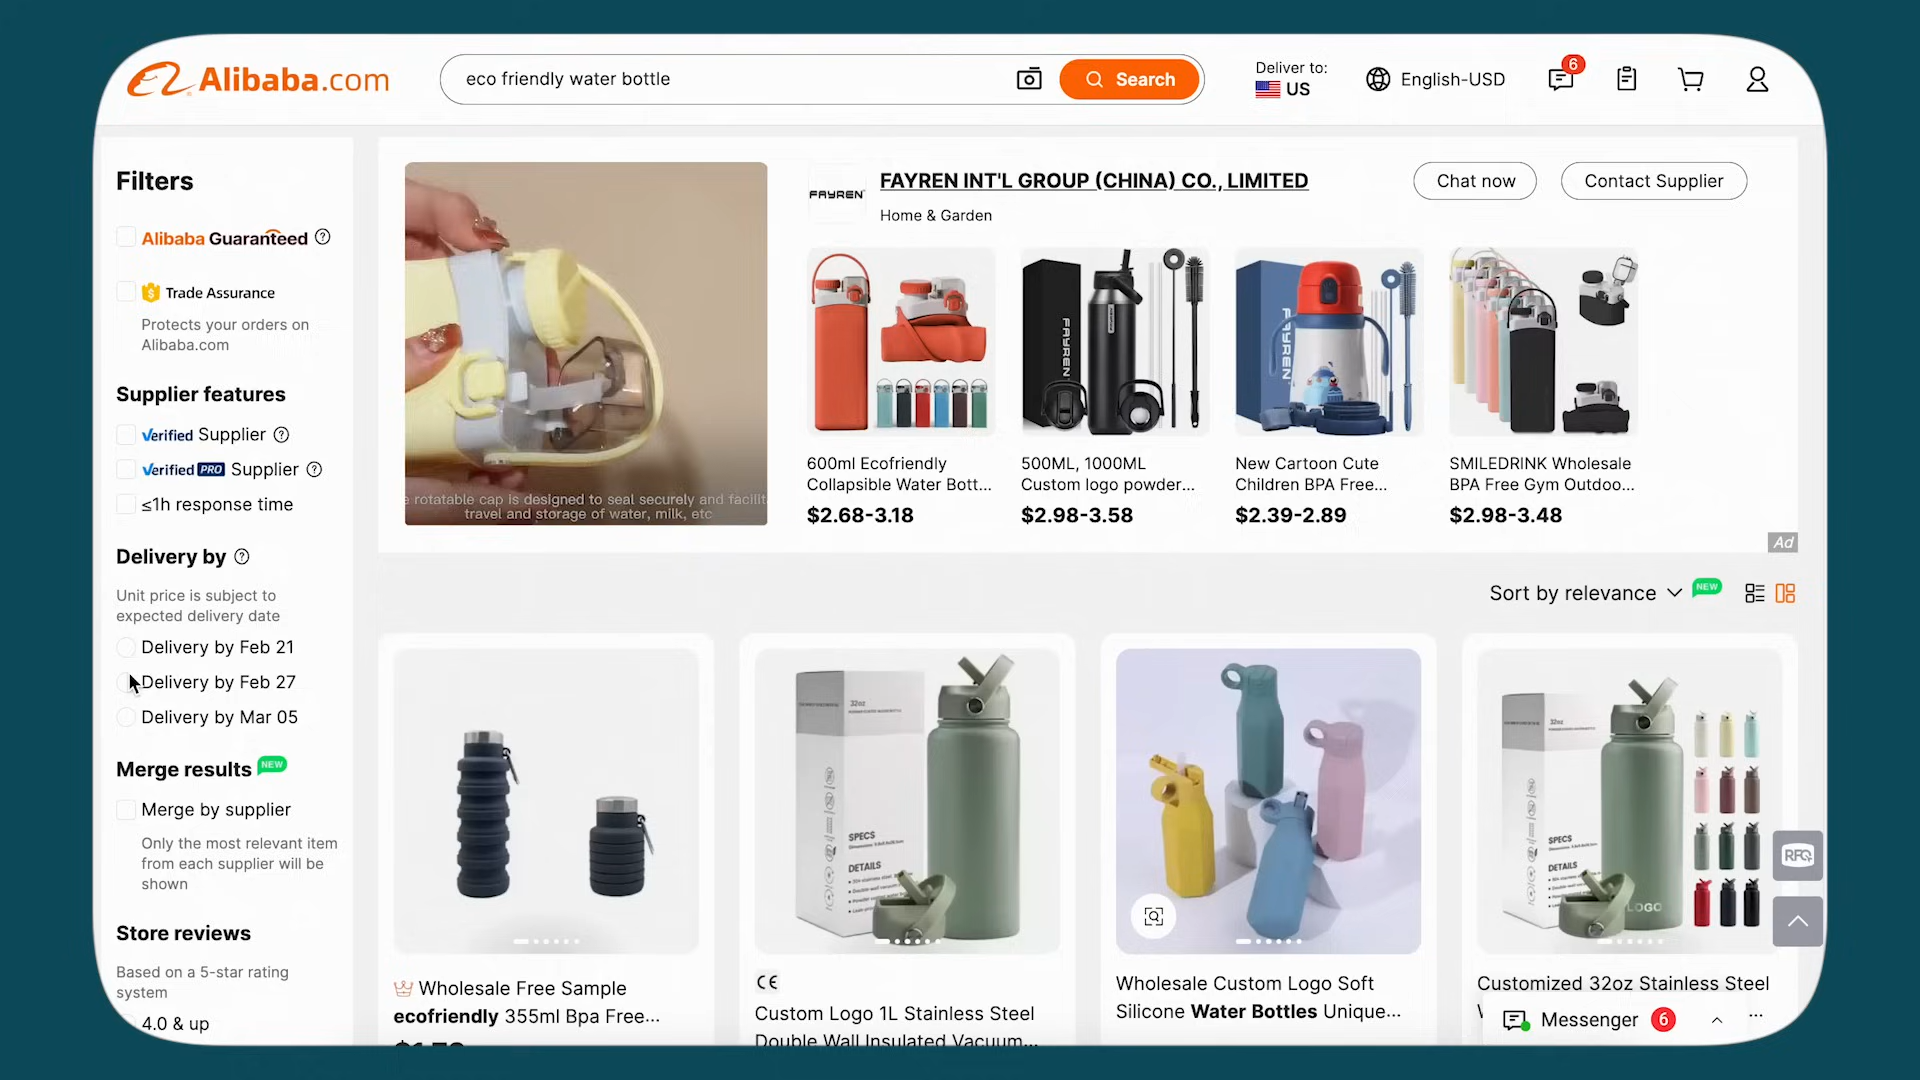 Alibaba.com
eco friendly water bottle
Search
Deliver to:
US
English-USD
6
Filters
Alibaba Guaranteed
Trade Assurance
Protects your orders on
Alibaba.com
Supplier features
Verified Supplier
Verified PRO Supplier
≤1h response time
Delivery by
Unit price is subject to
expected delivery date
Delivery by Feb 21
Delivery by Feb 27
Delivery by Mar 05
Merge results NEW
Merge by supplier
Only the most relevant item
from each supplier will be
shown
Store reviews
Based on a 5-star rating
system
4.0 & up
rotatable cap is designed to seal securely and facilit
travel and storage of water, milk, etc
FAYREN
FAYREN INT'L GROUP (CHINA) CO., LIMITED
Home & Garden
Chat now
Contact Supplier
FAYREN
FAYREN
600ml Ecofriendly
Collapsible Water Bott...
$2.68-3.18
500ML, 1000ML
Custom logo powder...
$2.98-3.58
New Cartoon Cute
Children BPA Free...
$2.39-2.89
SMILEDRINK Wholesale
BPA Free Gym Outdoo...
$2.98-3.48
Ad
Sort by relevance
NEW
32oz
SPECS
DETAILS
32oz
SPECS
DETAILS
LOGO
RFQ
Wholesale Free Sample
ecofriendly 355ml Bpa Free...
CE
Custom Logo 1L Stainless Steel
Double Wall Insulated Vacuum...
Wholesale Custom Logo Soft
Silicone Water Bottles Unique...
Customized 32oz Stainless Steel
...
Messenger 6